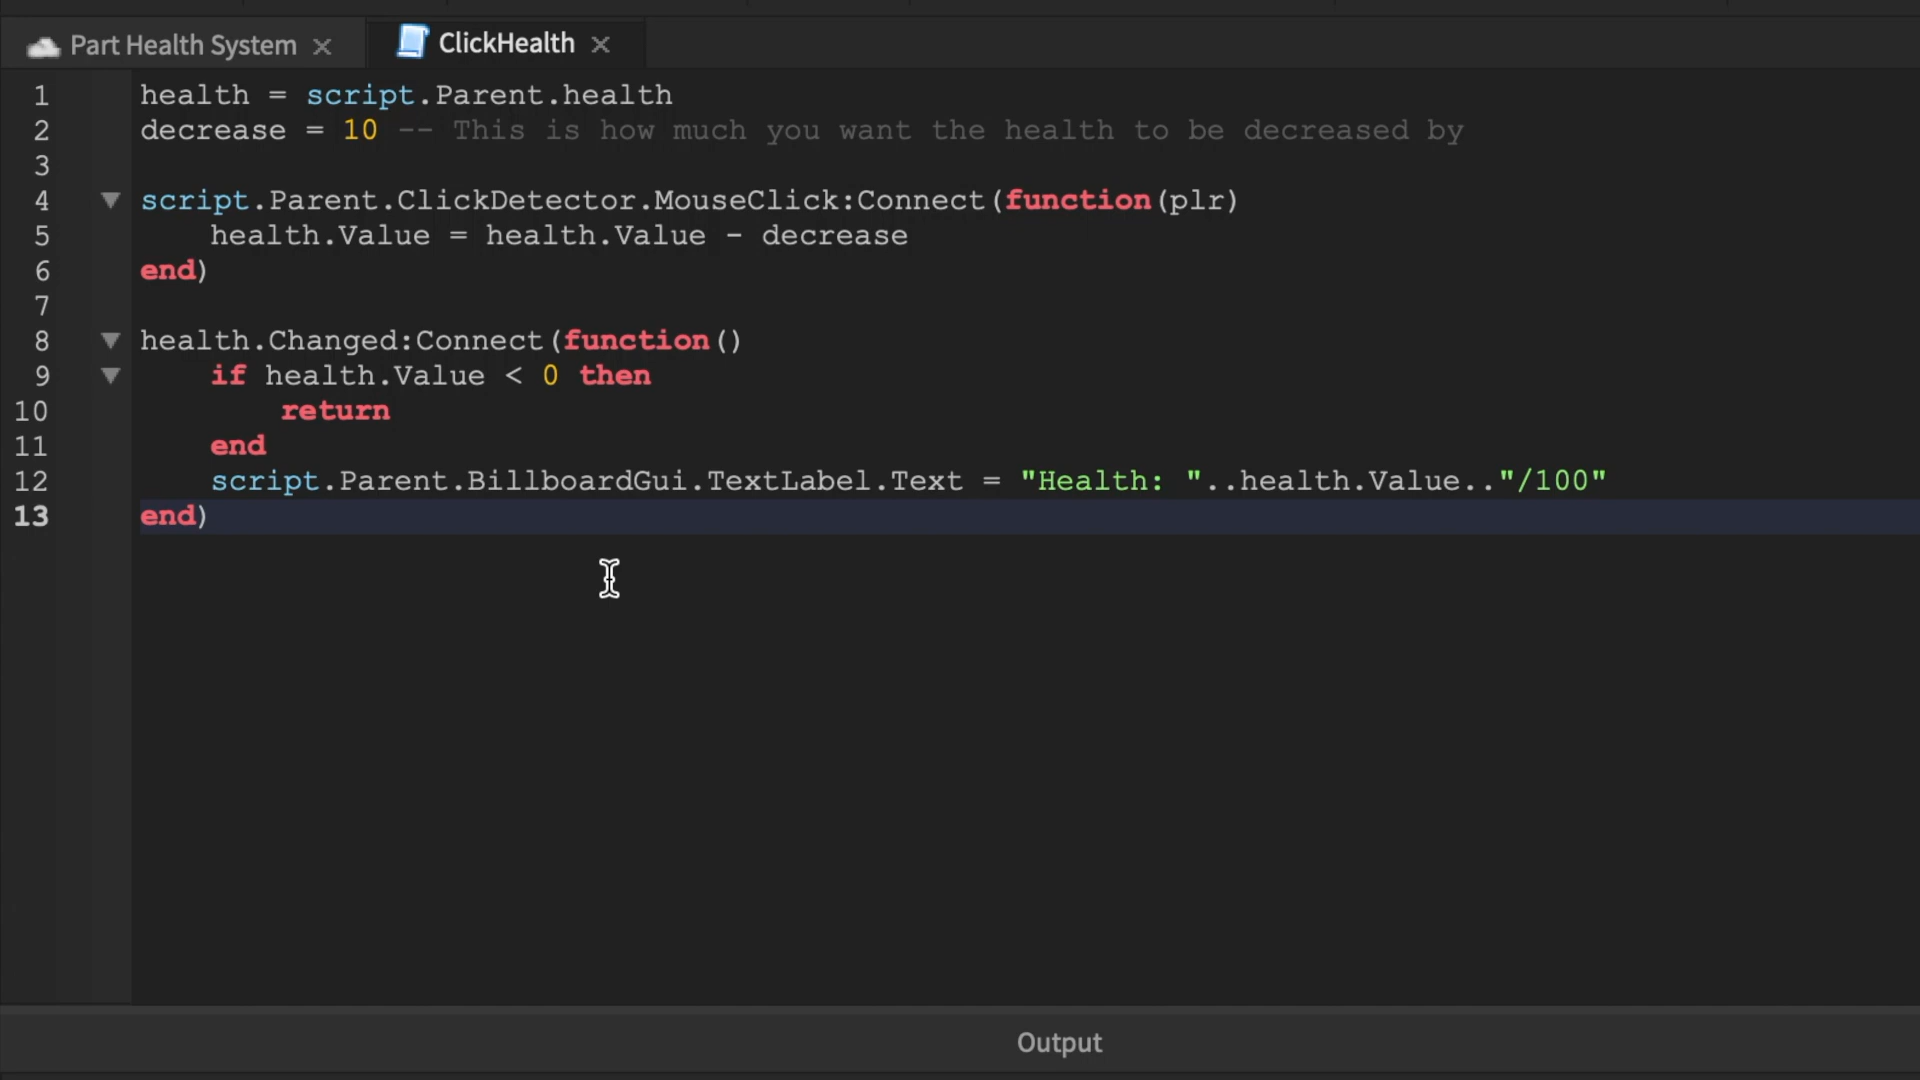 Part Health System
ClickHealth
1 health = script.Parent.health
2 decrease = 10 -- This is how much you want the health to be decreased by
3
4 script.Parent.ClickDetector.MouseClick:Connect(function(plr)
5     health.Value = health.Value - decrease
6 end)
7
8 health.Changed:Connect(function()
9     if health.Value < 0 then
10         return
11     end
12     script.Parent.BillboardGui.TextLabel.Text = "Health: "..health.Value.."/100"
13 end)
Output